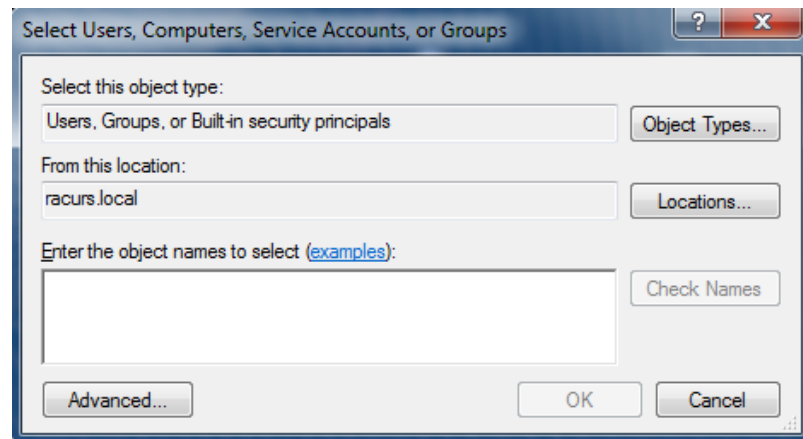 Select Users, Computers, Service Accounts, or Groups
Select this object type:
Users, Groups, or Built-in security principals
Object Types...
From this location:
racurs.local
Locations...
Enter the object names to select (examples):
Check Names
Advanced...
OK
Cancel